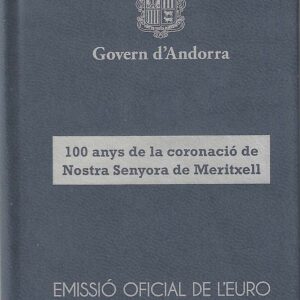 Govern d'Andorra
100 anys de la coronació de
Nostra Senyora de Meritxell
EMISSIÓ OFICIAL DE L'EURO